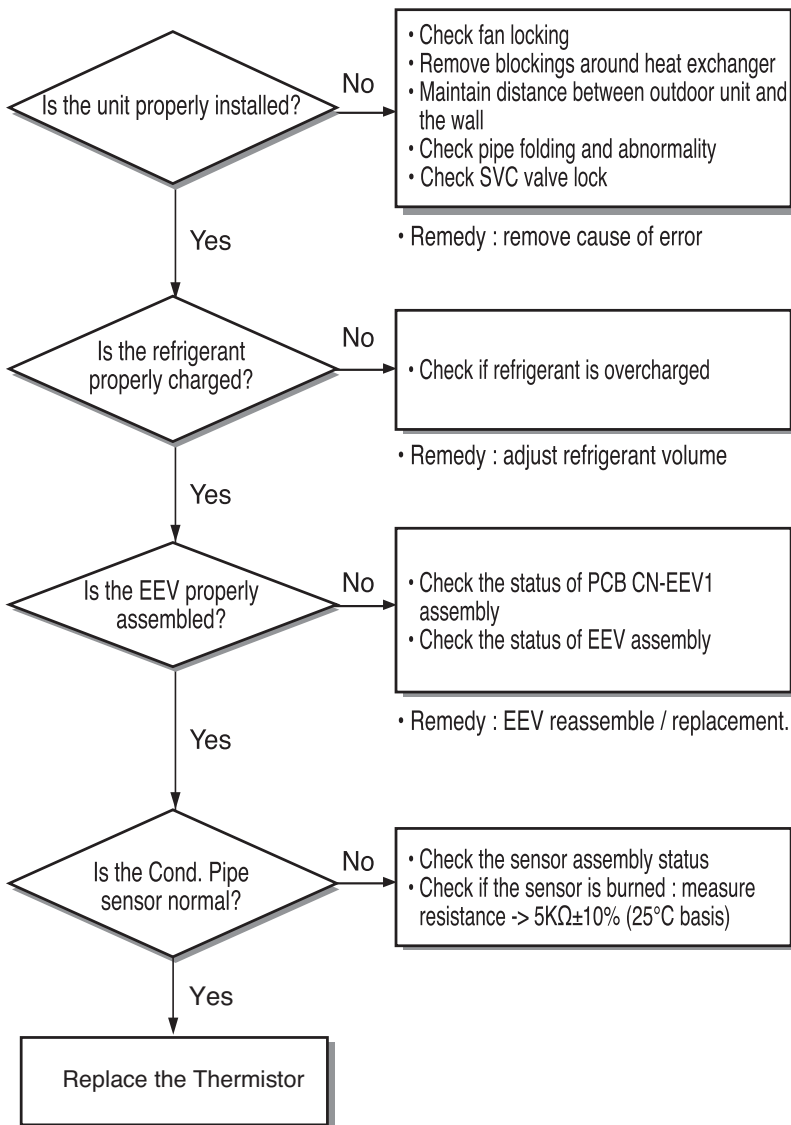 Is the unit properly installed?
No
• Check fan locking
• Remove blockings around heat exchanger
• Maintain distance between outdoor unit and
the wall
• Check pipe folding and abnormality
• Check SVC valve lock
• Remedy : remove cause of error
Yes
Is the refrigerant
properly charged?
No
• Check if refrigerant is overcharged
• Remedy : adjust refrigerant volume
Yes
Is the EEV properly
assembled?
No
• Check the status of PCB CN-EEV1
assembly
• Check the status of EEV assembly
• Remedy : EEV reassemble / replacement.
Yes
Is the Cond. Pipe
sensor normal?
No
• Check the sensor assembly status
• Check if the sensor is burned : measure
resistance -> 5KΩ±10% (25°C basis)
Yes
Replace the Thermistor